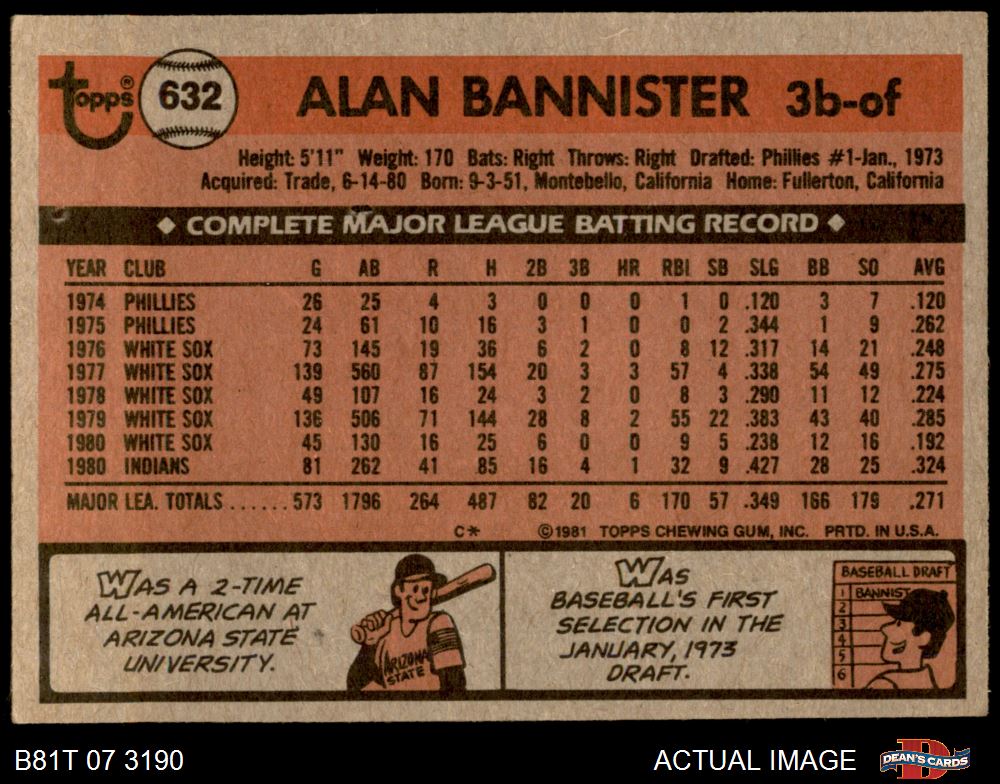 Topps® 632 ALAN BANNISTER 3b-of
Height: 5'11" Weight: 170 Bats: Right Throws: Right Drafted: Phillies #1-Jan., 1973
Acquired: Trade, 6-14-80 Born: 9-3-51, Montebello, California Home: Fullerton, California
◆ COMPLETE MAJOR LEAGUE BATTING RECORD ◆
YEAR CLUB G AB R H 2B 3B HR RBI SB SLG BB SO AVG
1974 PHILLIES 26 25 4 3 0 0 0 1 0 .120 3 7 .120
1975 PHILLIES 24 61 10 16 3 1 0 0 2 .344 1 9 .262
1976 WHITE SOX 73 145 19 36 6 2 0 8 12 .317 14 21 .248
1977 WHITE SOX 139 560 87 154 20 3 3 57 4 .338 54 49 .275
1978 WHITE SOX 49 107 16 24 3 2 0 8 3 .290 11 12 .224
1979 WHITE SOX 136 506 71 144 28 8 2 55 22 .383 43 40 .285
1980 WHITE SOX 45 130 16 25 6 0 0 9 5 .238 12 16 .192
1980 INDIANS 81 262 41 85 16 4 1 32 9 .427 28 25 .324
MAJOR LEA. TOTALS ...... 573 1796 264 487 82 20 6 170 57 .349 166 179 .271
C* ©1981 TOPPS CHEWING GUM, INC. PRTD. IN U.S.A.
WAS A 2-TIME
ALL-AMERICAN AT
ARIZONA STATE
UNIVERSITY.
ARIZONA
STATE
WAS
BASEBALL'S FIRST
SELECTION IN THE
JANUARY, 1973
DRAFT.
BASEBALL DRAFT
1 BANNIST
2
3
4
5
6
B81T 07 3190 ACTUAL IMAGE DEAN'S CARDS